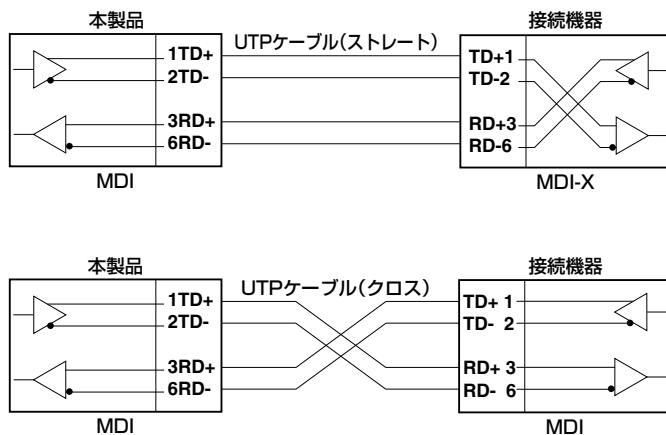 本製品
接続機器
UTPケーブル(ストレート)
1TD+
2TD-
3RD+
6RD-
TD+1
TD-2
RD+3
RD-6
MDI
MDI-X
本製品
接続機器
UTPケーブル(クロス)
1TD+
2TD-
3RD+
6RD-
TD+ 1
TD- 2
RD+ 3
RD- 6
MDI
MDI